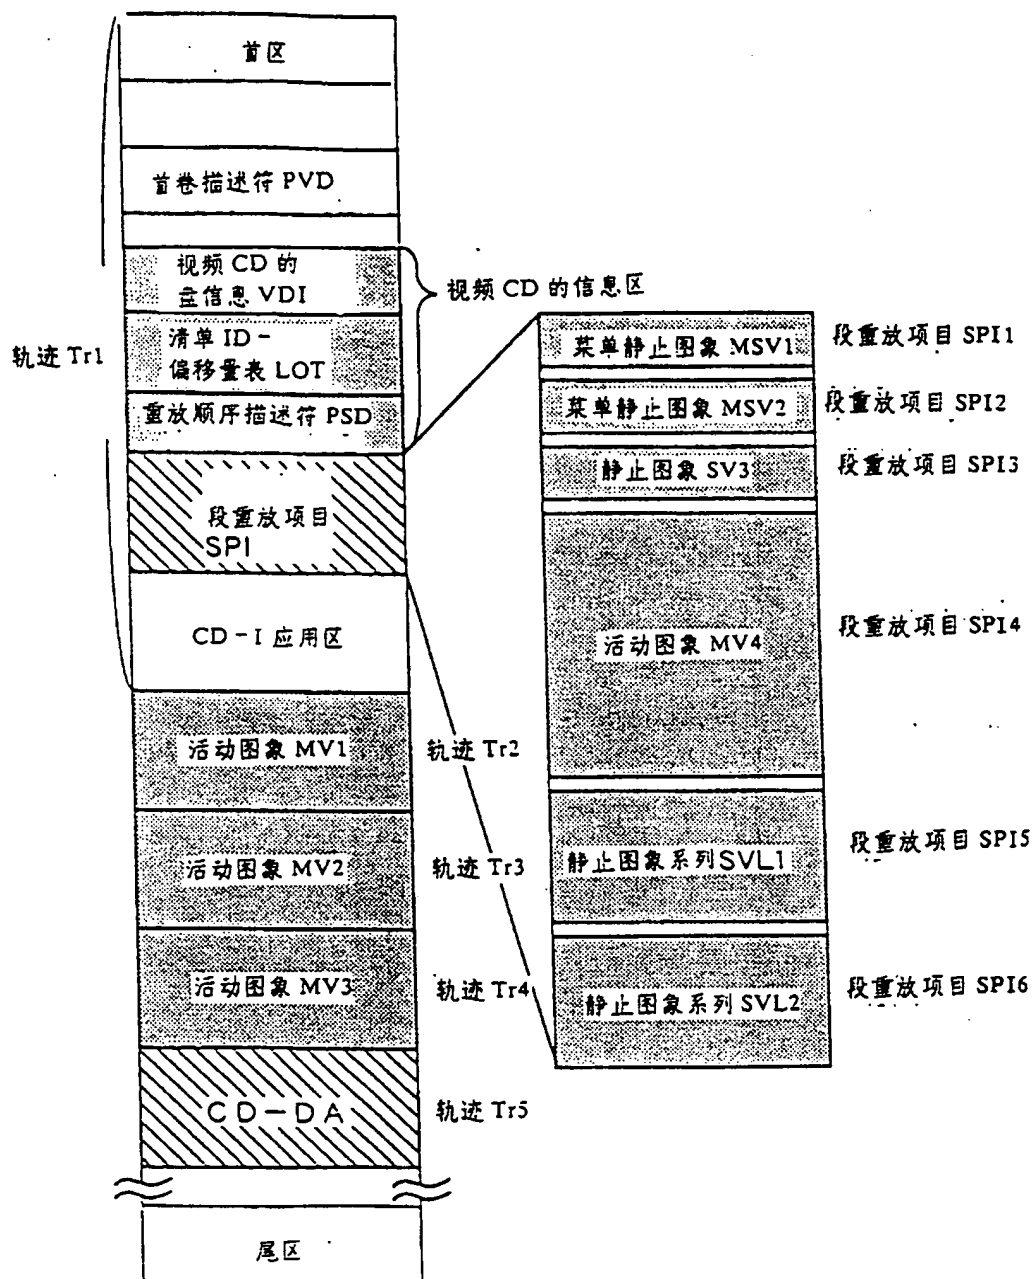 首区
首卷描述符 PVD
视频 CD 的
盘信息 VDI
视频 CD 的信息区
轨迹 Tr1
清单 ID-
偏移量表 LOT
重放顺序描述符 PSD
段重放项目
SPI
CD-I 应用区
活动图象 MV1
轨迹 Tr2
活动图象 MV2
轨迹 Tr3
活动图象 MV3
轨迹 Tr4
CD-DA
轨迹 Tr5
尾区
菜单静止图象 MSV1
段重放项目 SPI1
菜单静止图象 MSV2
段重放项目 SPI2
静止图象 SV3
段重放项目 SPI3
活动图象 MV4
段重放项目 SPI4
静止图象系列 SVL1
段重放项目 SPI5
静止图象系列 SVL2
段重放项目 SPI6